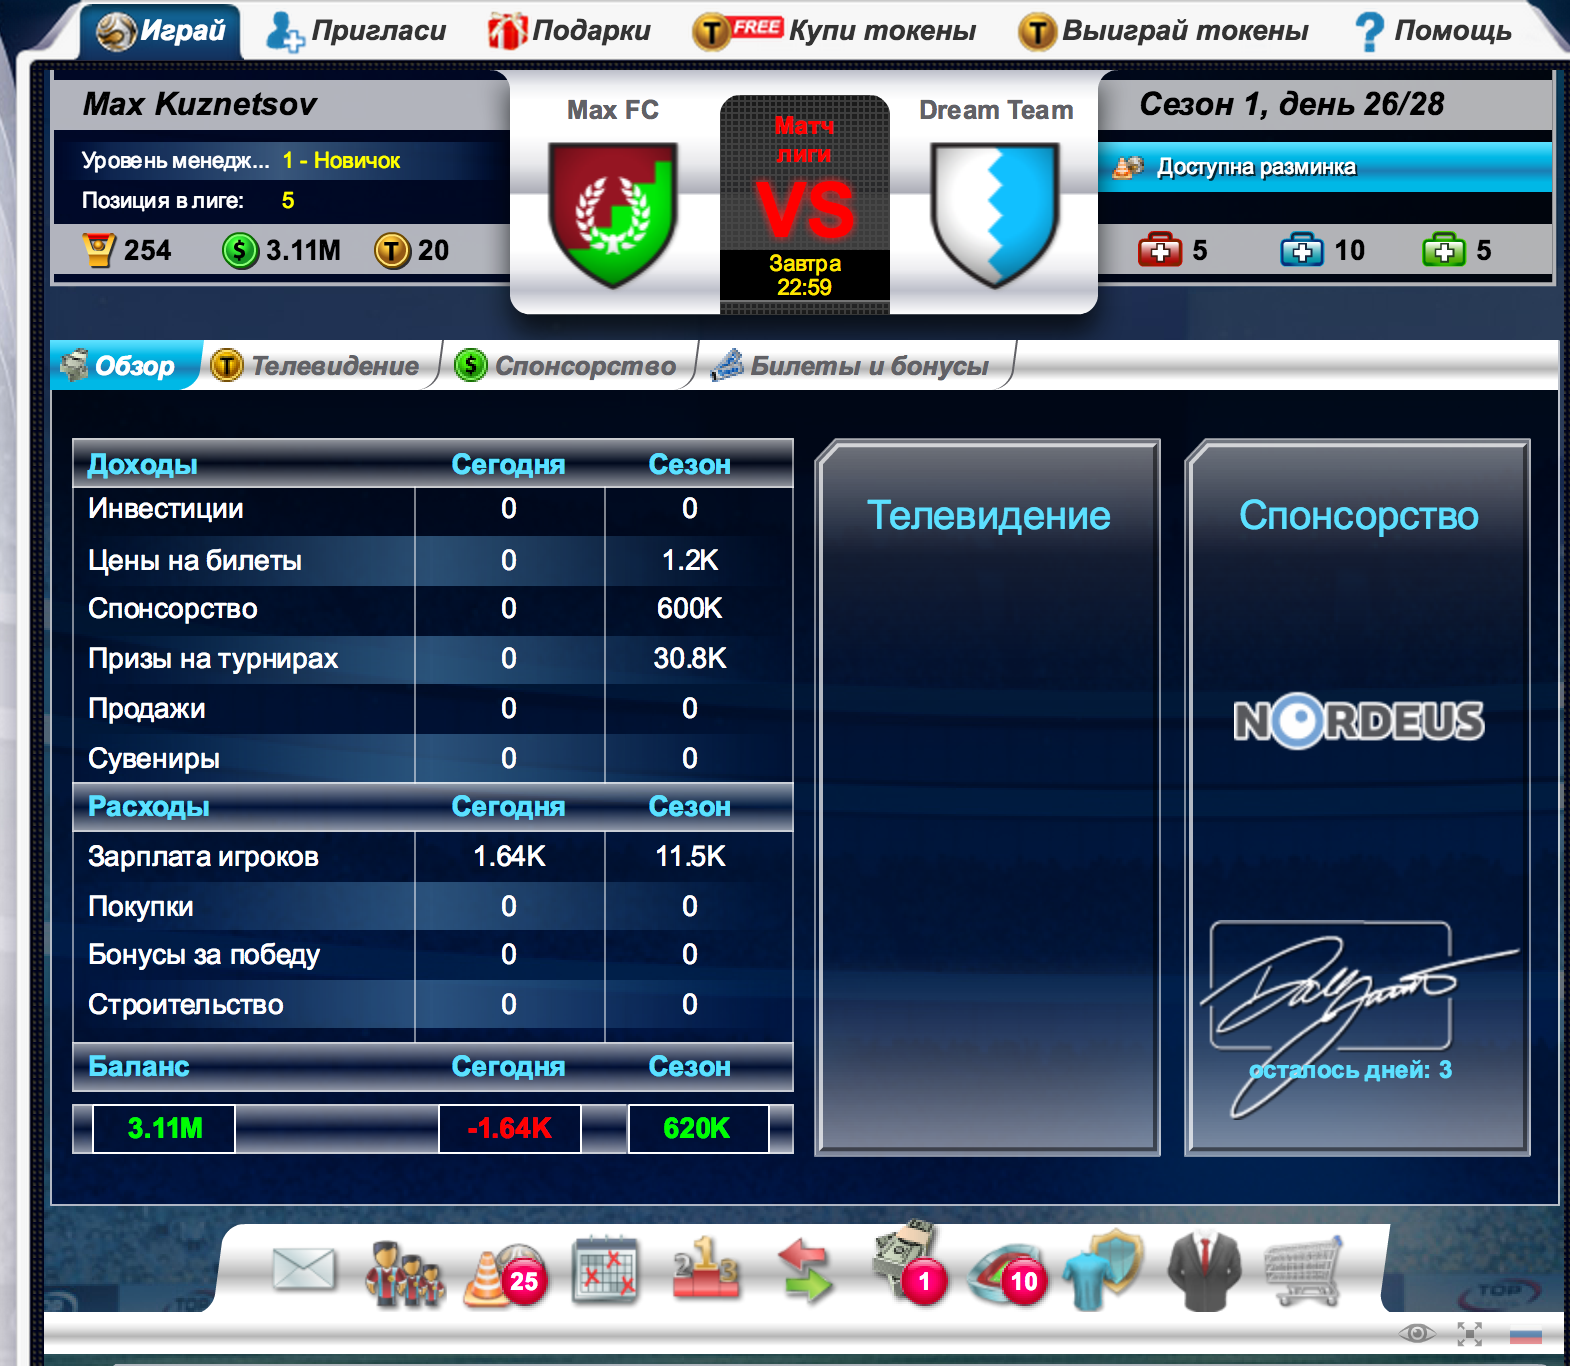 Играй Пригласи Подарки T FREE Купи токены T Выиграй токены ? Помощь
Max Kuznetsov
Уровень менедж... 1 - Новичок
Позиция в лиге: 5
254 $ 3.11M T 20
Max FC
Матч
лиги
VS
Завтра
22:59
Dream Team
Сезон 1, день 26/28
Доступна разминка
5 10 5
Обзор T Телевидение $ Спонсорство Билеты и бонусы
Доходы Сегодня Сезон
Инвестиции 0 0
Цены на билеты 0 1.2K
Спонсорство 0 600K
Призы на турнирах 0 30.8K
Продажи 0 0
Сувениры 0 0
Расходы Сегодня Сезон
Зарплата игроков 1.64K 11.5K
Покупки 0 0
Бонусы за победу 0 0
Строительство 0 0
Баланс Сегодня Сезон
3.11M -1.64K 620K
Телевидение
Спонсорство
NORDEUS
осталось дней: 3
25 2 1 3 1 10
TOP